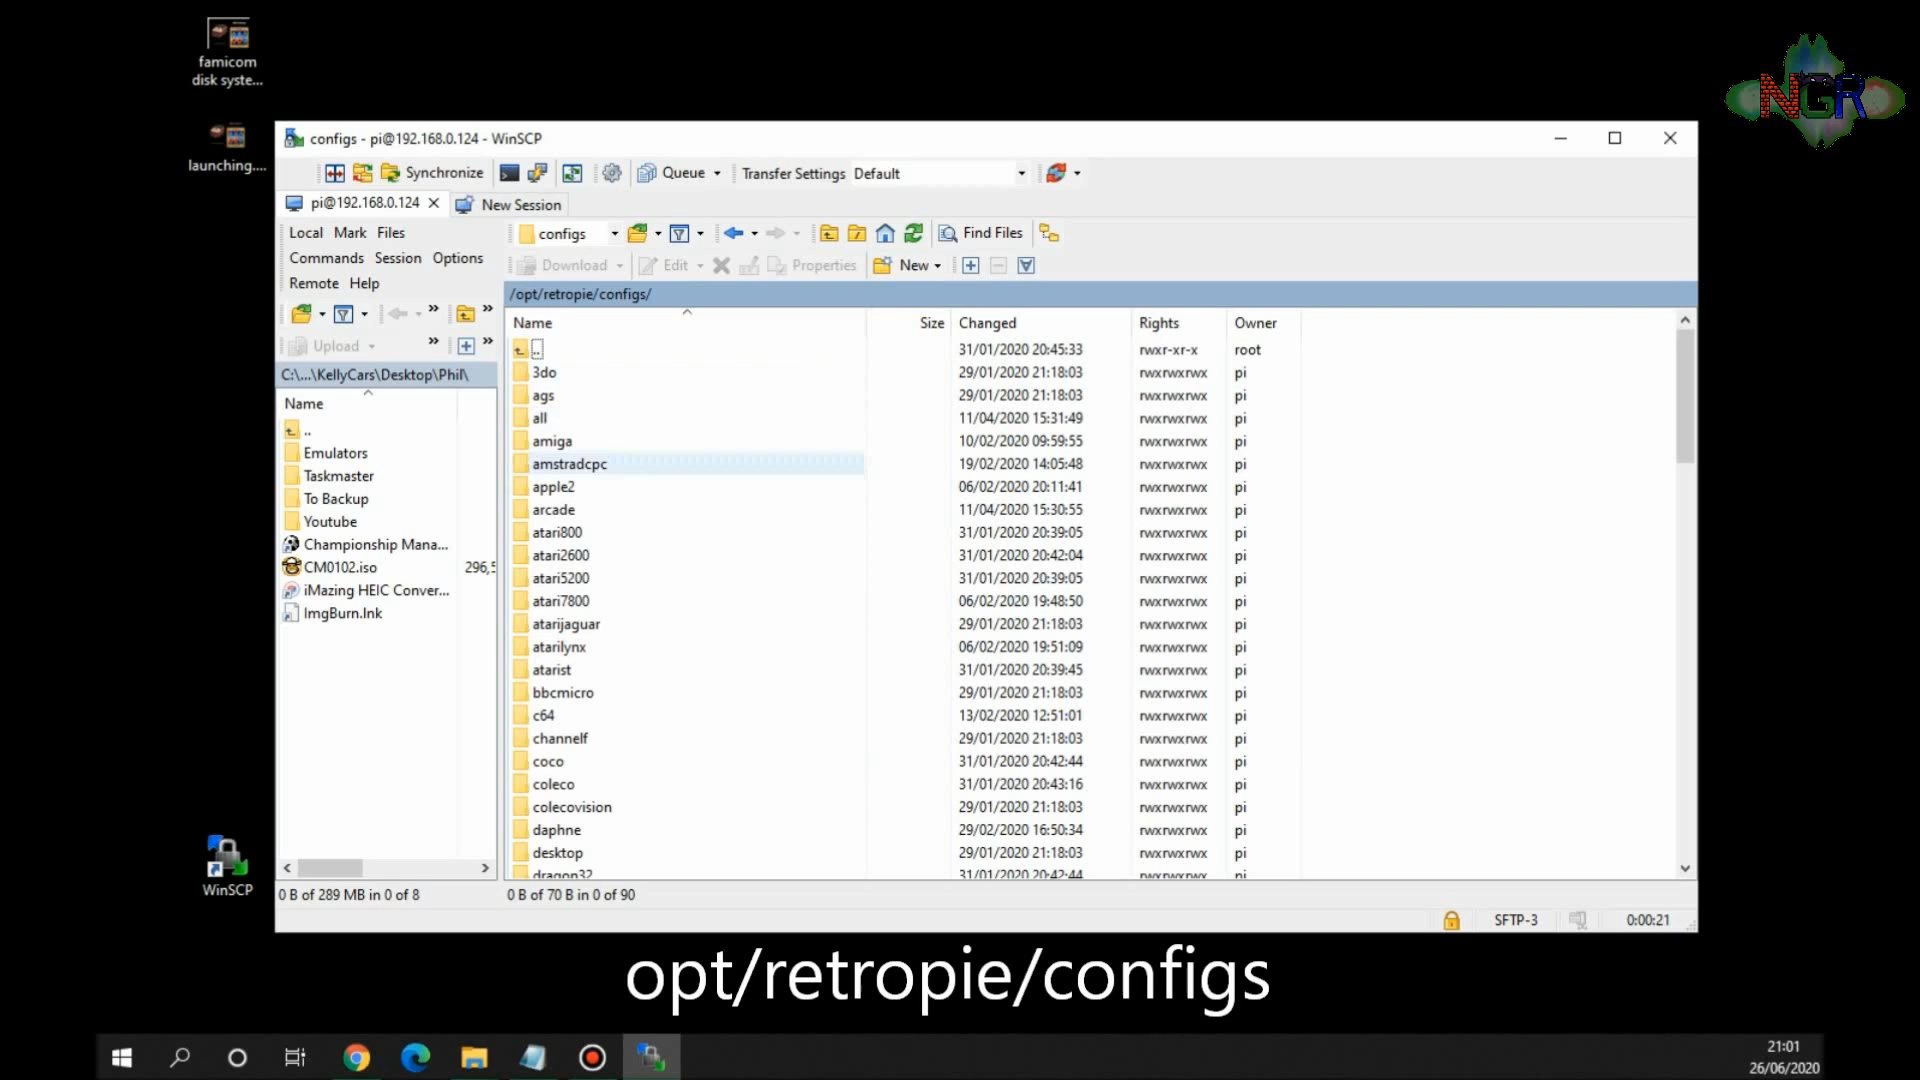 famicom
disk syste...
launching....
NGR
configs - pi@192.168.0.124 - WinSCP
Synchronize
Queue
Transfer Settings Default
pi@192.168.0.124
New Session
Local Mark Files
Commands Session Options
Remote Help
configs
Find Files
Download
Edit
Properties
New
Upload
C:\...\KellyCars\Desktop\Phil\
Name
..
Emulators
Taskmaster
To Backup
Youtube
Championship Mana...
CM0102.iso 296,5
iMazing HEIC Conver...
ImgBurn.lnk
/opt/retropie/configs/
Name Size Changed Rights Owner
.. 31/01/2020 20:45:33 rwxr-xr-x root
3do 29/01/2020 21:18:03 rwxrwxrwx pi
ags 29/01/2020 21:18:03 rwxrwxrwx pi
all 11/04/2020 15:31:49 rwxrwxrwx pi
amiga 10/02/2020 09:59:55 rwxrwxrwx pi
amstradcpc 19/02/2020 14:05:48 rwxrwxrwx pi
apple2 06/02/2020 20:11:41 rwxrwxrwx pi
arcade 11/04/2020 15:30:55 rwxrwxrwx pi
atari800 31/01/2020 20:39:05 rwxrwxrwx pi
atari2600 31/01/2020 20:42:04 rwxrwxrwx pi
atari5200 31/01/2020 20:39:05 rwxrwxrwx pi
atari7800 06/02/2020 19:48:50 rwxrwxrwx pi
atarijaguar 29/01/2020 21:18:03 rwxrwxrwx pi
atarilynx 06/02/2020 19:51:09 rwxrwxrwx pi
atarist 31/01/2020 20:39:45 rwxrwxrwx pi
bbcmicro 29/01/2020 21:18:03 rwxrwxrwx pi
c64 13/02/2020 12:51:01 rwxrwxrwx pi
channelf 29/01/2020 21:18:03 rwxrwxrwx pi
coco 31/01/2020 20:42:44 rwxrwxrwx pi
coleco 31/01/2020 20:43:16 rwxrwxrwx pi
colecovision 29/01/2020 21:18:03 rwxrwxrwx pi
daphne 29/02/2020 16:50:34 rwxrwxrwx pi
desktop 29/01/2020 21:18:03 rwxrwxrwx pi
dragon32 31/01/2020 20:42:44 rwxrwxrwx pi
WinSCP
0 B of 289 MB in 0 of 8
0 B of 70 B in 0 of 90
SFTP-3
0:00:21
opt/retropie/configs
21:01
26/06/2020